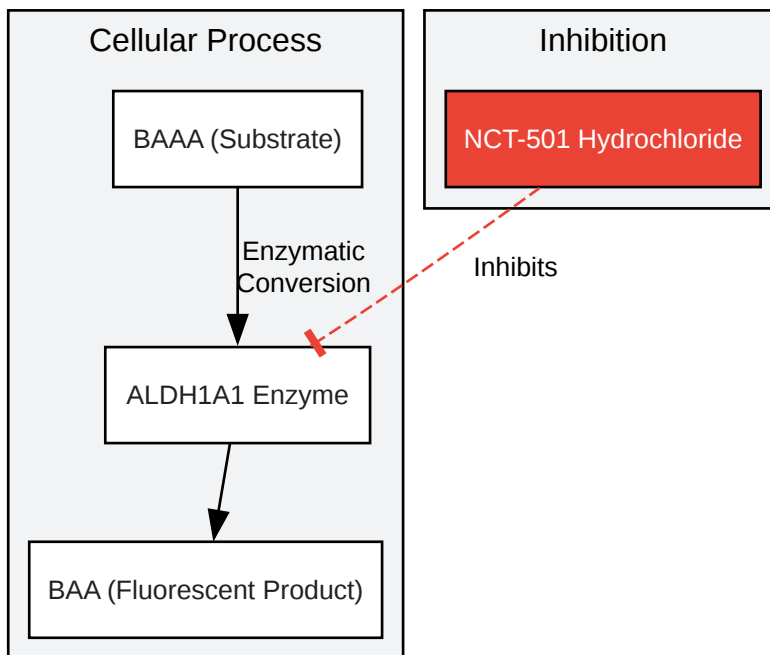 Cellular Process
BAAA (Substrate)
Enzymatic
Conversion
ALDH1A1 Enzyme
BAA (Fluorescent Product)
Inhibition
NCT-501 Hydrochloride
Inhibits